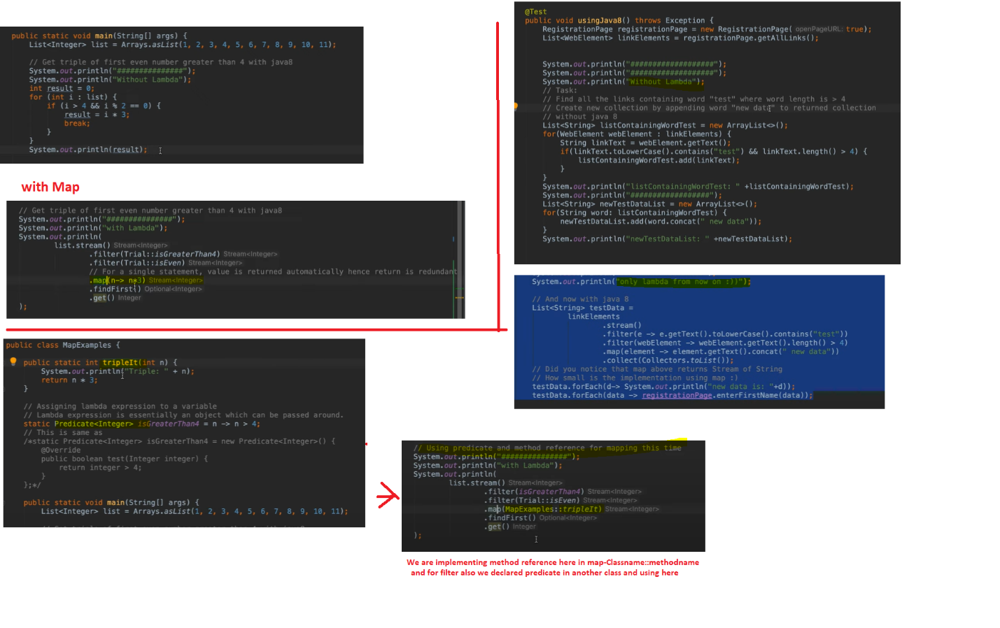 public static void main(String[] args) {
List<Integer> list = Arrays.asList(1, 2, 3, 4, 5, 6, 7, 8, 9, 10, 11);
// Get triple of first even number greater than 4 with java8
System.out.println("###############");
System.out.println("Without Lambda");
int result = 0;
for (int i : list) {
if (i > 4 && i % 2 == 0) {
result = i * 3;
break;
}
}
System.out.println(result);
with Map
// Get triple of first even number greater than 4 with java8
System.out.println("###############");
System.out.println("with Lambda");
System.out.println(
list.stream() Stream<Integer>
.filter(Trial::isGreaterThan4) Stream<Integer>
.filter(Trial::isEven) Stream<Integer>
// For a single statement, value is returned automatically hence return is redundant
.map(n-> n*3) Stream<Integer>
.findFirst() Optional<Integer>
.get() Integer
);
@Test
public void usingJava8() throws Exception {
RegistrationPage registrationPage = new RegistrationPage( openPageURL: true);
List<WebElement> linkElements = registrationPage.getAllLinks();
System.out.println("###################");
System.out.println("###################");
System.out.println("Without Lambda");
// Task:
// Find all the links containing word "test" where word length is > 4
// Create new collection by appending word "new data" to returned collection
// without java 8
List<String> listContainingWordTest = new ArrayList<>();
for(WebElement webElement : linkElements) {
String linkText = webElement.getText();
if(linkText.toLowerCase().contains("test") && linkText.length() > 4) {
listContainingWordTest.add(linkText);
}
}
System.out.println("listContainingWordTest: " +listContainingWordTest);
System.out.println("##################");
List<String> newTestDataList = new ArrayList<>();
for(String word: listContainingWordTest) {
newTestDataList.add(word.concat(" new data"));
}
System.out.println("newTestDataList: " +newTestDataList);
System.out.println("only lambda from now on :))");
// And now with java 8
List<String> testData =
linkElements
.stream()
.filter(e -> e.getText().toLowerCase().contains("test"))
.filter(webElement -> webElement.getText().length() > 4)
.map(element -> element.getText().concat(" new data"))
.collect(Collectors.toList());
// Did you notice that map above returns Stream of String
// How small is the implementation using map :)
testData.forEach(d-> System.out.println("new data is: "+d));
testData.forEach(data -> registrationPage.enterFirstName(data));
public class MapExamples {
public static int tripleIt(int n) {
System.out.println("Triple: " + n);
return n * 3;
}
// Assigning lambda expression to a variable
// Lambda expression is essentially an object which can be passed around.
static Predicate<Integer> isGreaterThan4 = n -> n > 4;
// This is same as
/*static Predicate<Integer> isGreaterThan4 = new Predicate<Integer>() {
@Override
public boolean test(Integer integer) {
return integer > 4;
}
};*/
public static void main(String[] args) {
List<Integer> list = Arrays.asList(1, 2, 3, 4, 5, 6, 7, 8, 9, 10, 11);
// Using predicate and method reference for mapping this time
System.out.println("###############");
System.out.println("with Lambda");
System.out.println(
list.stream() Stream<Integer>
.filter(isGreaterThan4) Stream<Integer>
.filter(Trial::isEven) Stream<Integer>
.map(MapExamples::tripleIt) Stream<Integer>
.findFirst() Optional<Integer>
.get() Integer
);
We are implementing method reference here in map-Classname::methodname
and for filter also we declared predicate in another class and using here